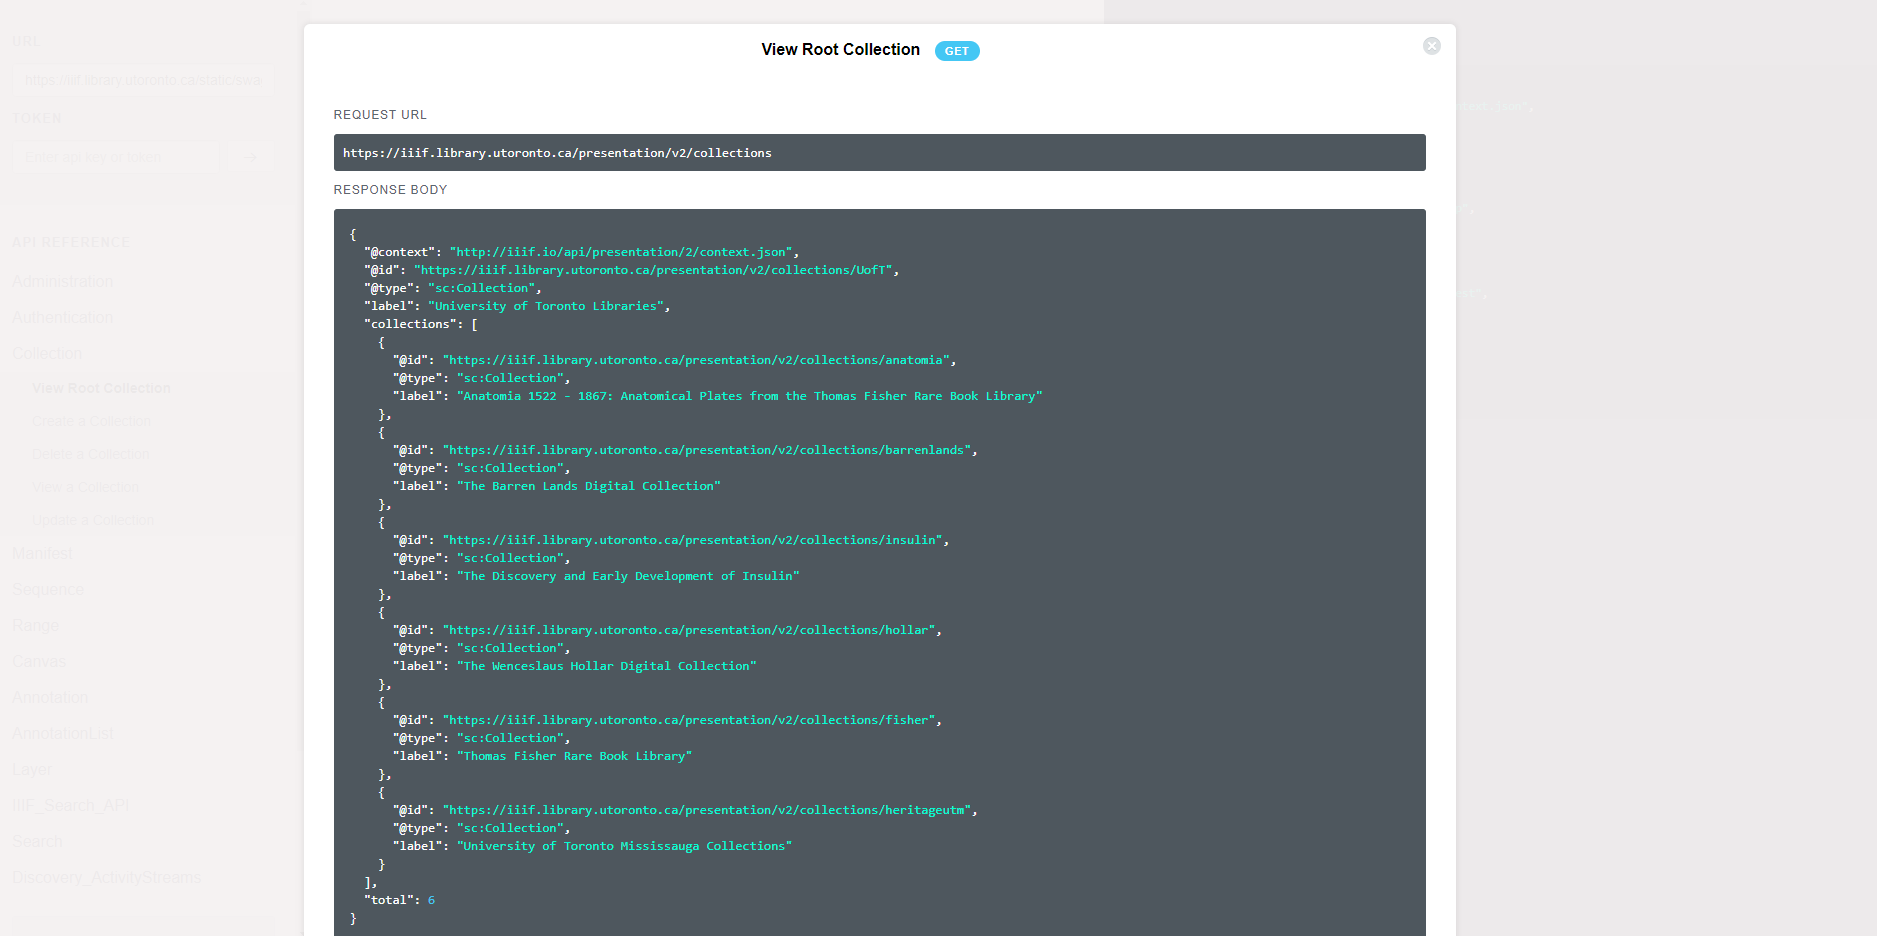 URL
https://iiif.library.utoronto.ca/static/swa
TOKEN
Enter api key or token
API REFERENCE
Administration
Authentication
Collection
View Root Collection
Create a Collection
Delete a Collection
View a Collection
Update a Collection
Manifest
Sequence
Range
Canvas
Annotation
AnnotationList
Layer
IIIF_Search_API
Search
Discovery_ActivityStreams
View Root Collection GET
REQUEST URL
https://iiif.library.utoronto.ca/presentation/v2/collections
RESPONSE BODY
{
"@context": "http://iiif.io/api/presentation/2/context.json",
"@id": "https://iiif.library.utoronto.ca/presentation/v2/collections/UofT",
"@type": "sc:Collection",
"label": "University of Toronto Libraries",
"collections": [
{
"@id": "https://iiif.library.utoronto.ca/presentation/v2/collections/anatomia",
"@type": "sc:Collection",
"label": "Anatomia 1522 - 1867: Anatomical Plates from the Thomas Fisher Rare Book Library"
},
{
"@id": "https://iiif.library.utoronto.ca/presentation/v2/collections/barrenlands",
"@type": "sc:Collection",
"label": "The Barren Lands Digital Collection"
},
{
"@id": "https://iiif.library.utoronto.ca/presentation/v2/collections/insulin",
"@type": "sc:Collection",
"label": "The Discovery and Early Development of Insulin"
},
{
"@id": "https://iiif.library.utoronto.ca/presentation/v2/collections/hollar",
"@type": "sc:Collection",
"label": "The Wenceslaus Hollar Digital Collection"
},
{
"@id": "https://iiif.library.utoronto.ca/presentation/v2/collections/fisher",
"@type": "sc:Collection",
"label": "Thomas Fisher Rare Book Library"
},
{
"@id": "https://iiif.library.utoronto.ca/presentation/v2/collections/heritageutm",
"@type": "sc:Collection",
"label": "University of Toronto Mississauga Collections"
}
],
"total": 6
}